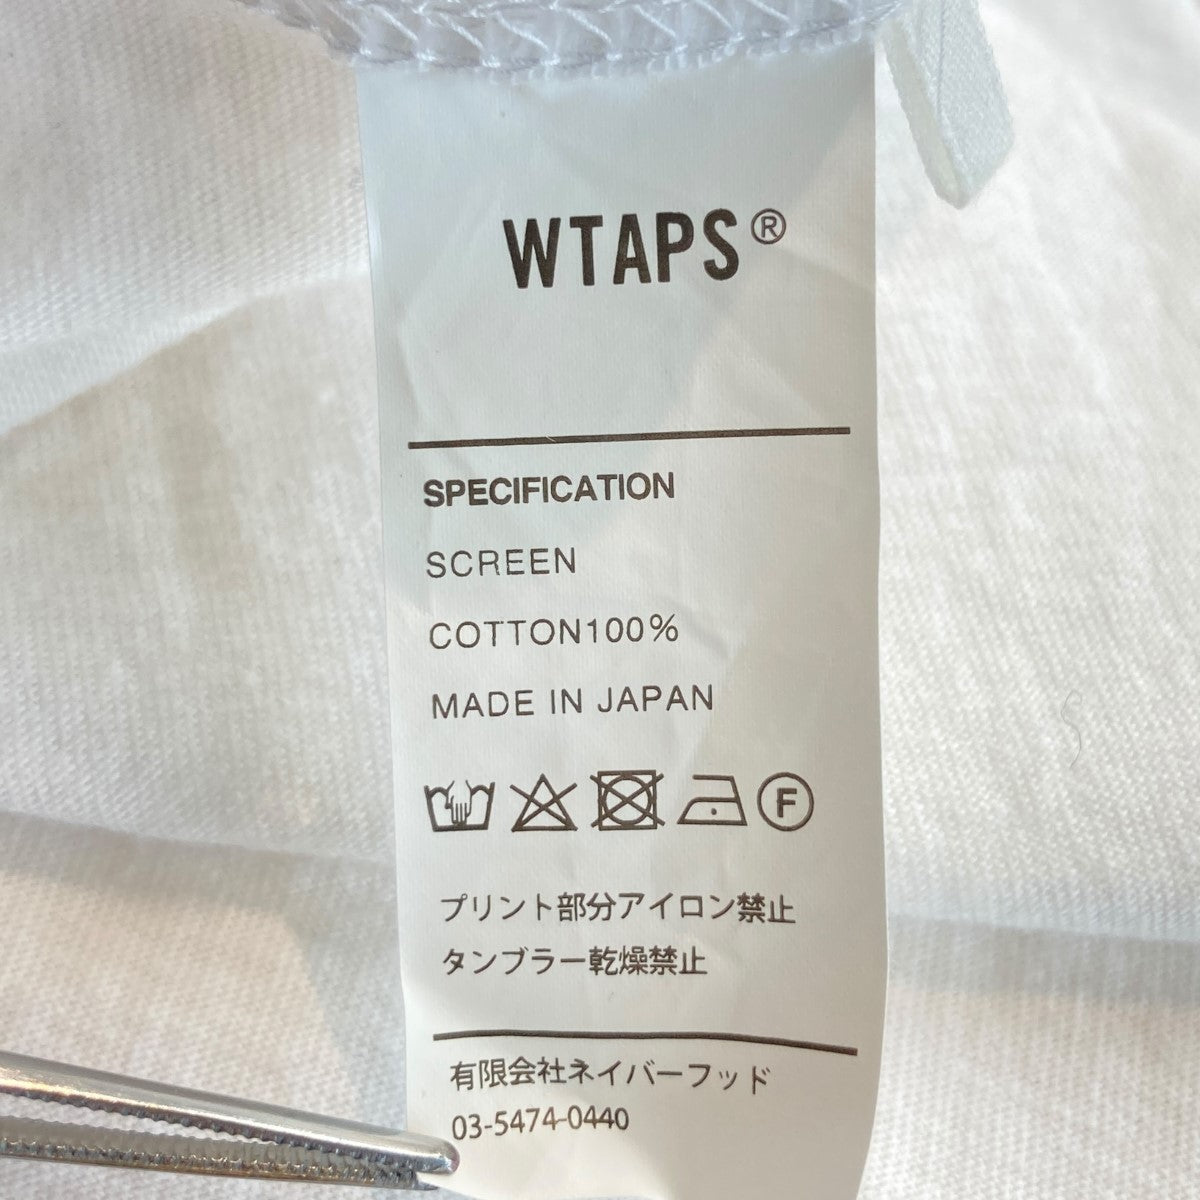 WTAPS®
SPECIFICATION
SCREEN
COTTON100%
MADE IN JAPAN
F
プリント部分アイロン禁止
タンブラー乾燥禁止
有限会社ネイバーフッド
03-5474-0440